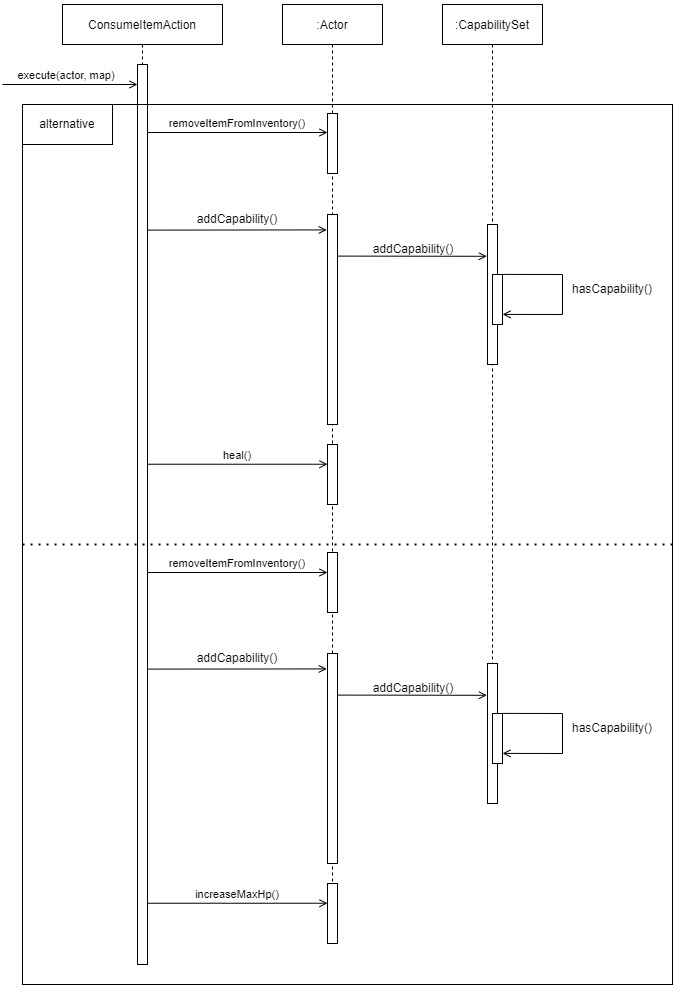 ConsumeItemAction
:Actor
:CapabilitySet
execute(actor, map)
alternative
removeItemFromInventory()
addCapability()
addCapability()
hasCapability()
heal()
removeItemFromInventory()
addCapability()
addCapability()
hasCapability()
increaseMaxHp()